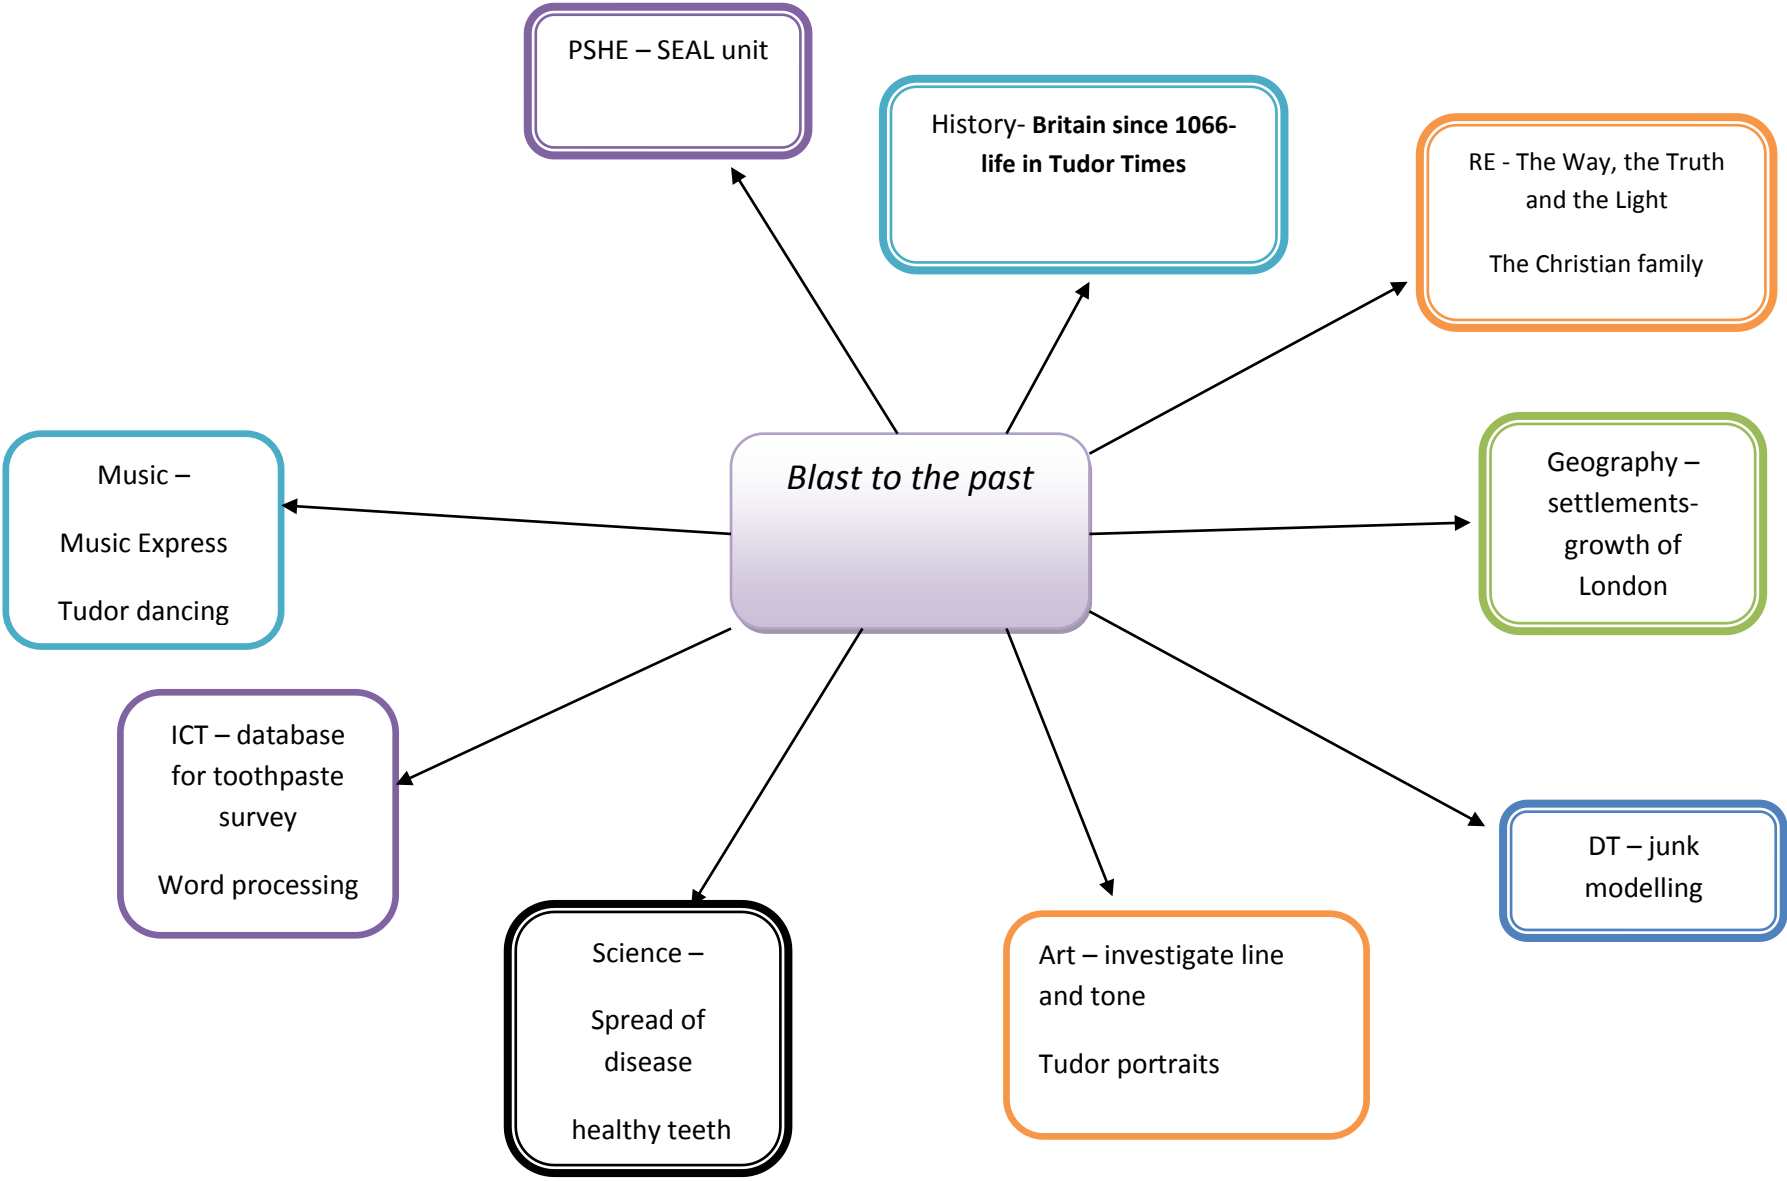 PSHE – SEAL unit
History- Britain since 1066-
life in Tudor Times
RE - The Way, the Truth
and the Light
The Christian family
Blast to the past
Music –
Music Express
Tudor dancing
Geography –
settlements-
growth of
London
ICT – database
for toothpaste
survey
Word processing
DT – junk
modelling
Science –
Spread of
disease
healthy teeth
Art – investigate line
and tone
Tudor portraits